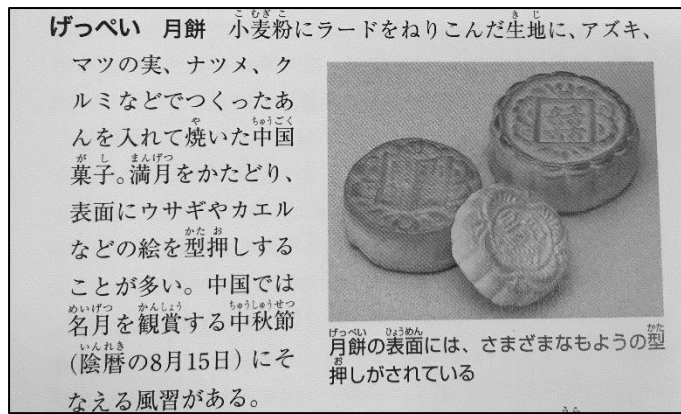 げっぺい 月餅 小麦粉にラードをねりこんだ生地に、アズキ、
マツの実、ナツメ、ク
ルミなどでつくったあ
んを入れて焼いた中国
菓子。満月をかたどり、
表面にウサギやカエル
などの絵を型押しする
ことが多い。中国では
名月を観賞する中秋節
(陰暦の8月15日)にそ
なえる風習がある。
月餅の表面には、さまざまなもようの型
押しがされている